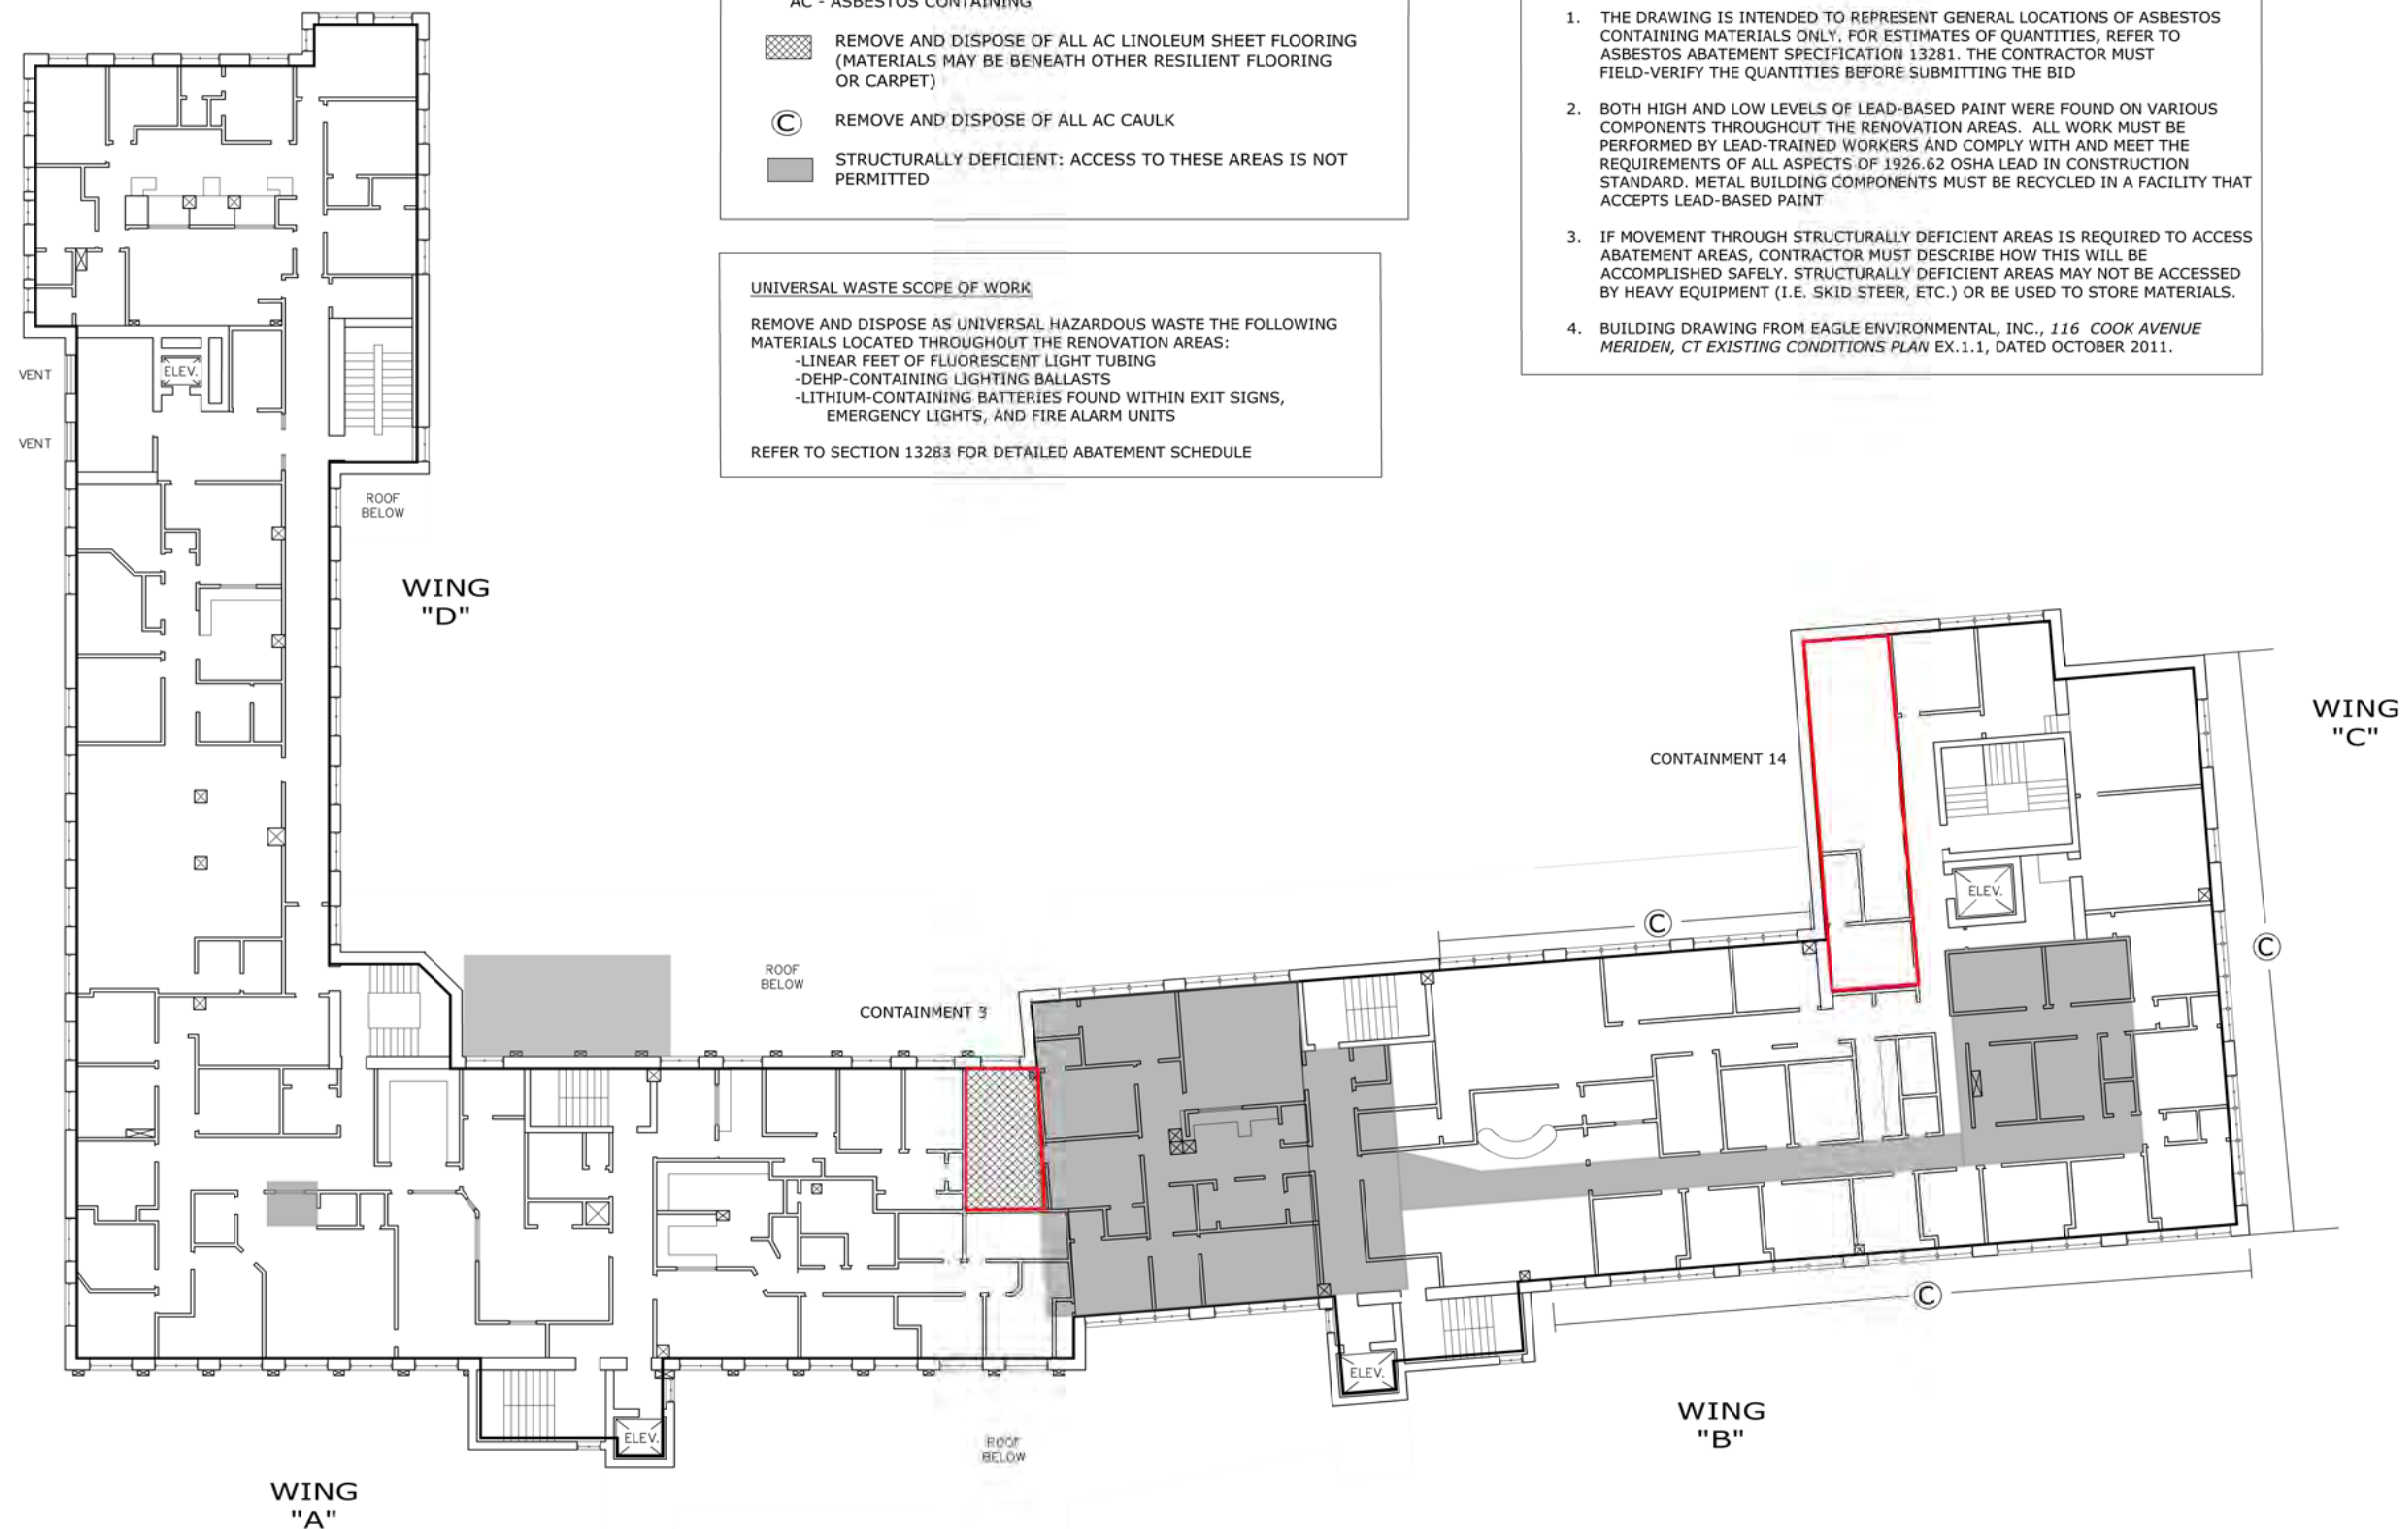 AC - ASBESTOS CONTAINING
REMOVE AND DISPOSE OF ALL AC LINOLEUM SHEET FLOORING
(MATERIALS MAY BE BENEATH OTHER RESILIENT FLOORING
OR CARPET)
C REMOVE AND DISPOSE OF ALL AC CAULK
STRUCTURALLY DEFICIENT: ACCESS TO THESE AREAS IS NOT
PERMITTED
UNIVERSAL WASTE SCOPE OF WORK
REMOVE AND DISPOSE AS UNIVERSAL HAZARDOUS WASTE THE FOLLOWING
MATERIALS LOCATED THROUGHOUT THE RENOVATION AREAS:
-LINEAR FEET OF FLUORESCENT LIGHT TUBING
-DEHP-CONTAINING LIGHTING BALLASTS
-LITHIUM-CONTAINING BATTERIES FOUND WITHIN EXIT SIGNS,
EMERGENCY LIGHTS, AND FIRE ALARM UNITS
REFER TO SECTION 13283 FOR DETAILED ABATEMENT SCHEDULE
1. THE DRAWING IS INTENDED TO REPRESENT GENERAL LOCATIONS OF ASBESTOS
CONTAINING MATERIALS ONLY. FOR ESTIMATES OF QUANTITIES, REFER TO
ASBESTOS ABATEMENT SPECIFICATION 13281. THE CONTRACTOR MUST
FIELD-VERIFY THE QUANTITIES BEFORE SUBMITTING THE BID
2. BOTH HIGH AND LOW LEVELS OF LEAD-BASED PAINT WERE FOUND ON VARIOUS
COMPONENTS THROUGHOUT THE RENOVATION AREAS. ALL WORK MUST BE
PERFORMED BY LEAD-TRAINED WORKERS AND COMPLY WITH AND MEET THE
REQUIREMENTS OF ALL ASPECTS OF 1926.62 OSHA LEAD IN CONSTRUCTION
STANDARD. METAL BUILDING COMPONENTS MUST BE RECYCLED IN A FACILITY THAT
ACCEPTS LEAD-BASED PAINT
3. IF MOVEMENT THROUGH STRUCTURALLY DEFICIENT AREAS IS REQUIRED TO ACCESS
ABATEMENT AREAS, CONTRACTOR MUST DESCRIBE HOW THIS WILL BE
ACCOMPLISHED SAFELY. STRUCTURALLY DEFICIENT AREAS MAY NOT BE ACCESSED
BY HEAVY EQUIPMENT (I.E. SKID STEER, ETC.) OR BE USED TO STORE MATERIALS.
4. BUILDING DRAWING FROM EAGLE ENVIRONMENTAL, INC., 116 COOK AVENUE
MERIDEN, CT EXISTING CONDITIONS PLAN EX.1.1, DATED OCTOBER 2011.
VENT
ELEV.
VENT
ROOF
BELOW
WING
"D"
WING
"C"
CONTAINMENT 14
ELEV.
C
C
ROOF
BELOW
CONTAINMENT 3
C
ELEV.
WING
"B"
ELEV.
ROOF
BELOW
WING
"A"